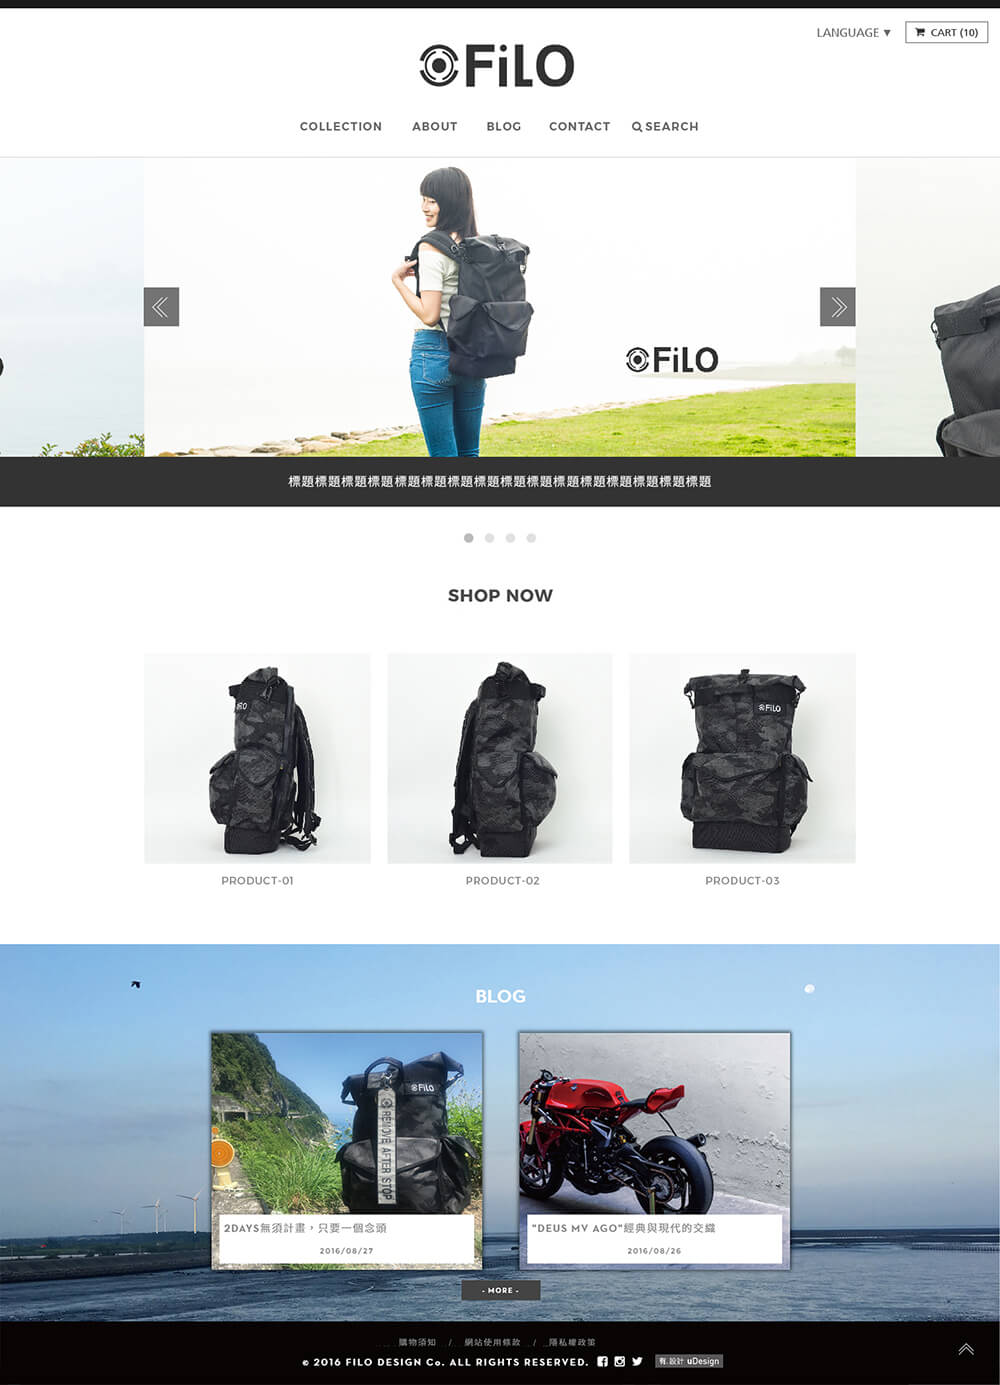 LANGUAGE ▼
CART (10)
FiLO
COLLECTION ABOUT BLOG CONTACT SEARCH
FiLO
標題標題標題標題標題標題標題標題標題標題標題標題標題標題標題標題
SHOP NOW
FiLO
FiLO
PRODUCT-01 PRODUCT-02 PRODUCT-03
BLOG
FiLO
REMOVE AFTER STOP
2DAYS無須計畫，只要一個念頭
2016/08/27
"DEUS MV AGO"經典與現代的交織
2016/08/26
- MORE -
購物須知 / 網站使用條款 / 隱私權政策
© 2016 FILO DESIGN Co. ALL RIGHTS RESERVED.
有.設計 uDesign